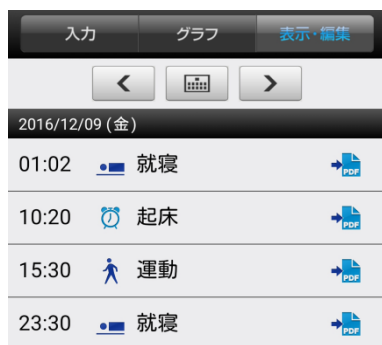 入力 グラフ 表示・編集
2016/12/09 (金)
01:02 就寝 PDF
10:20 起床 PDF
15:30 運動 PDF
23:30 就寝 PDF